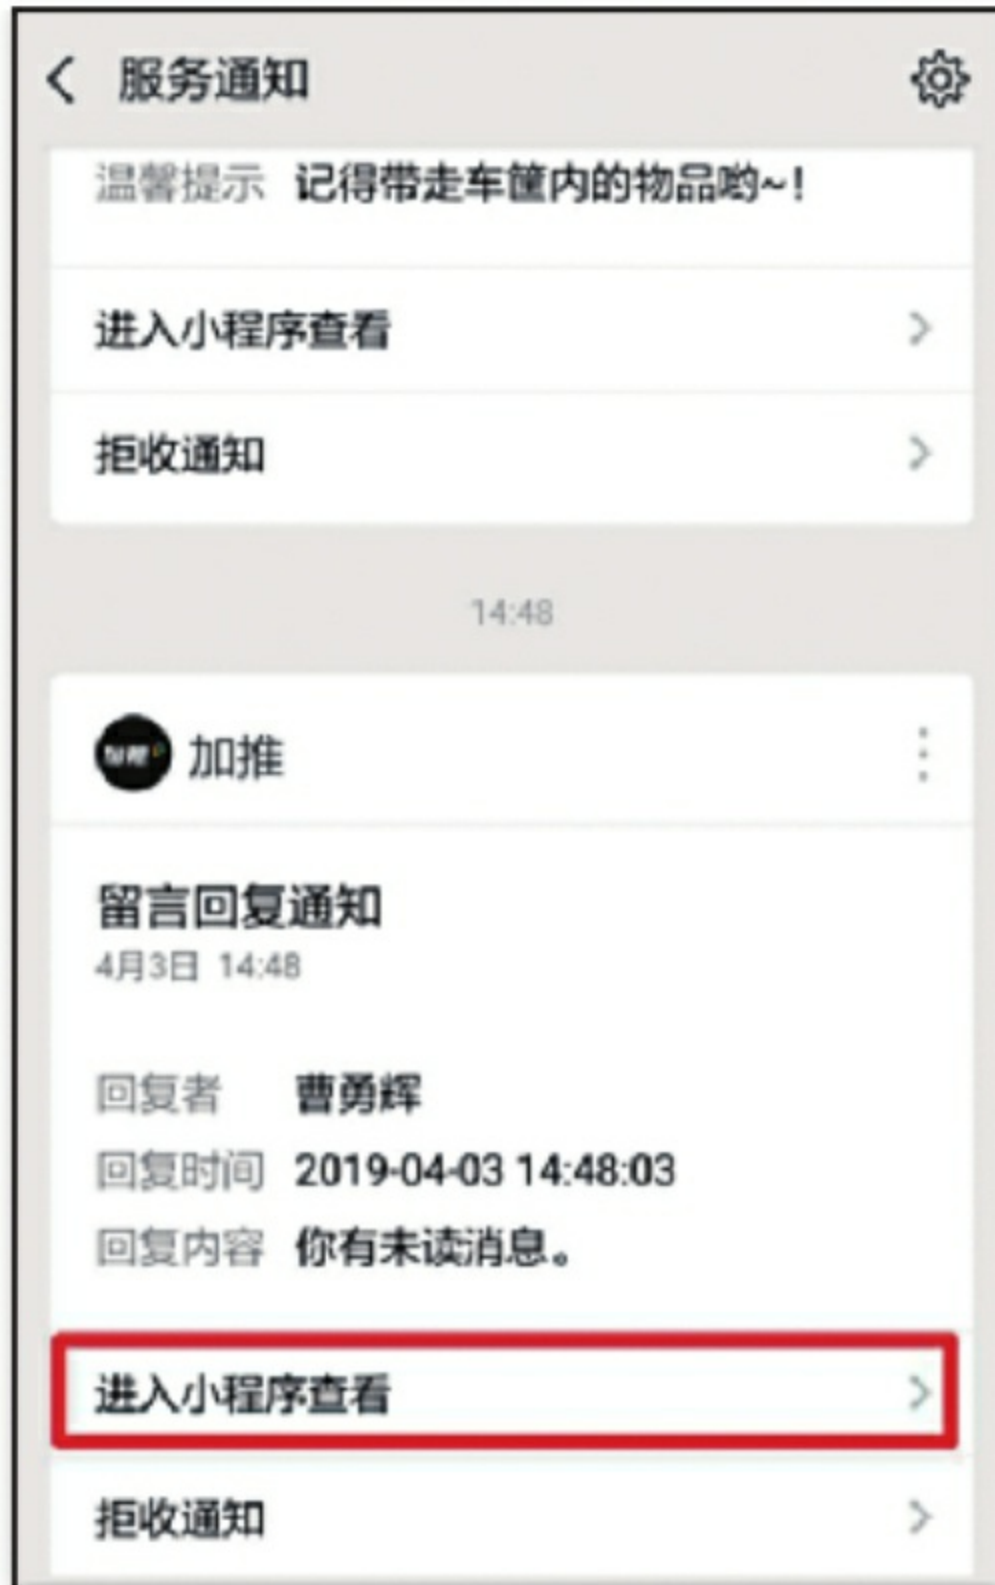 服务通知
温馨提示 记得带走车筐内的物品哟~!
进入小程序查看
拒收通知
14:48
加推
加推
留言回复通知
4月3日 14:48
回复者 曹勇辉
回复时间 2019-04-03 14:48:03
回复内容 你有未读消息。
进入小程序查看
拒收通知